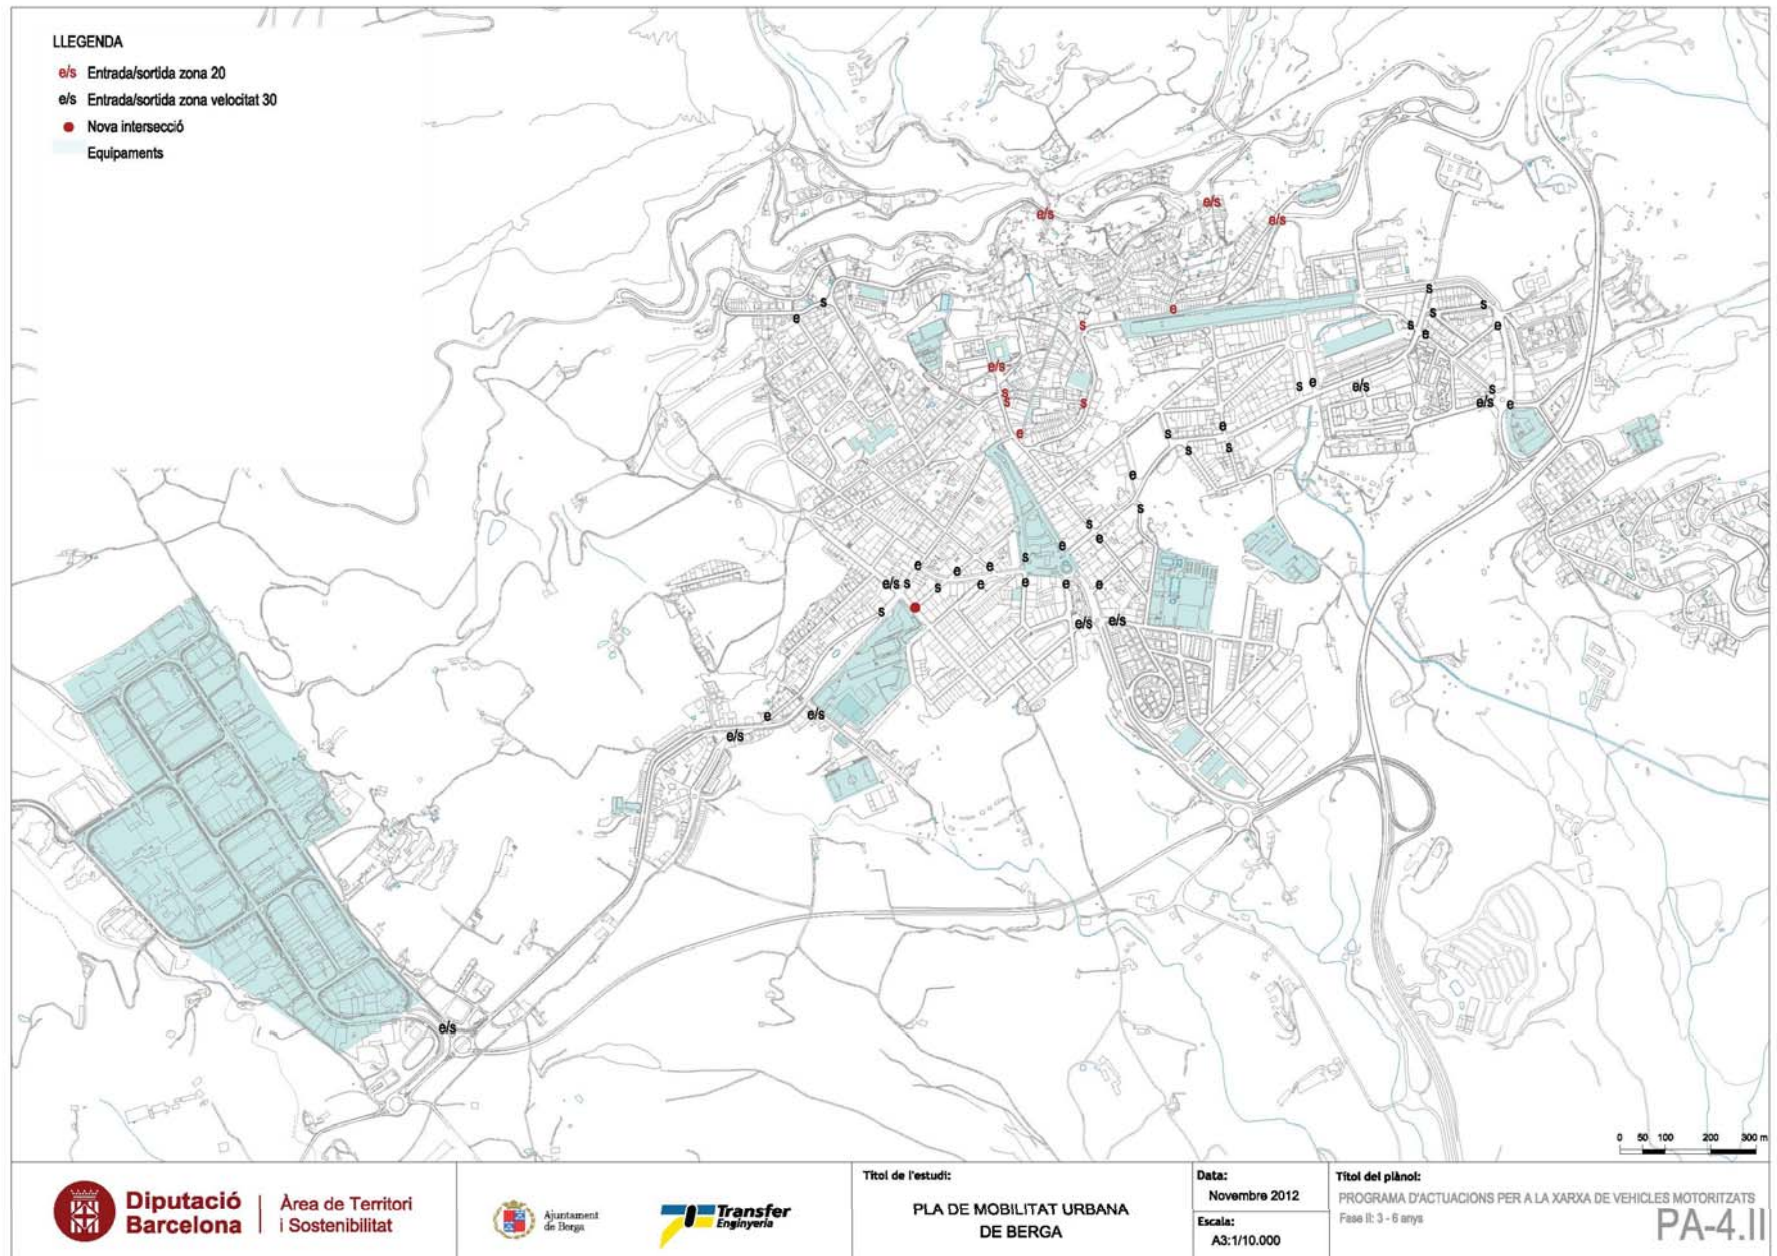 LLEGENDA
e/s Entrada/sortida zona 20
e/s Entrada/sortida zona velocitat 30
Nova intersecció
Equipaments
e/s
e/s
e/s
s
e
e
s
s
s
s
s
e
s
e
e/s
s
s
s
e
e/s
s
e/s
e
s
e
e
s
e
s
s
e
s
s
e
e
s
e
e
e
e/s s
s
e
e
e
e
s
e/s
e/s
e
e/s
e/s
e/s
0 50 100 200 300 m
Diputació
Barcelona
Àrea de Territori
i Sostenibilitat
Ajuntament
de Berga
Transfer
Enginyeria
Títol de l'estudi:
PLA DE MOBILITAT URBANA
DE BERGA
Data:
Novembre 2012
Escala:
A3:1/10.000
Títol del plànol:
PROGRAMA D'ACTUACIONS PER A LA XARXA DE VEHICLES MOTORITZATS
Fase II: 3 - 6 anys
PA-4.II